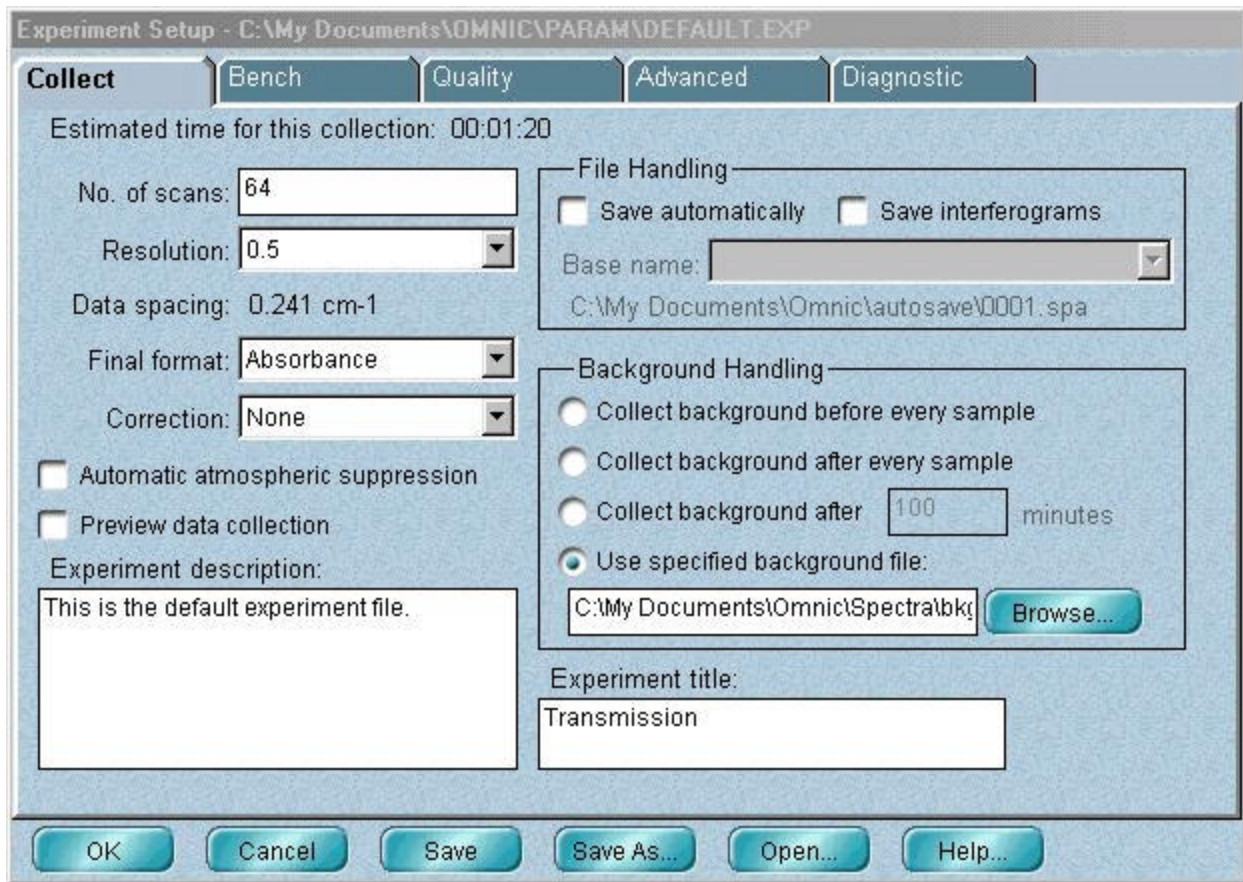 Experiment Setup - C:\My Documents\OMNIC\PARAM\DEFAULT.EXP
Collect Bench Quality Advanced Diagnostic
Estimated time for this collection: 00:01:20
No. of scans: 64
Resolution: 0.5
Data spacing: 0.241 cm-1
Final format: Absorbance
Correction: None
Automatic atmospheric suppression
Preview data collection
Experiment description:
This is the default experiment file.
File Handling
Save automatically Save interferograms
Base name:
C:\My Documents\Omnic\autosave\0001.spa
Background Handling
Collect background before every sample
Collect background after every sample
Collect background after 100 minutes
Use specified background file:
C:\My Documents\Omnic\Spectra\bkg Browse...
Experiment title:
Transmission
OK Cancel Save Save As... Open... Help...